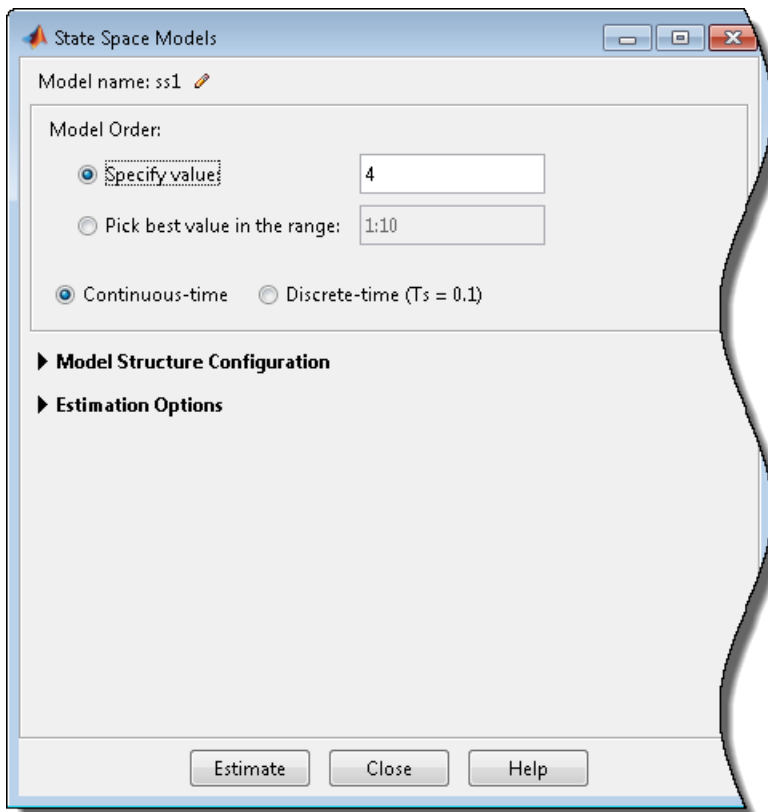 State Space Models
Model name: ss1
Model Order:
Specify value: 4
Pick best value in the range: 1:10
Continuous-time Discrete-time (Ts = 0.1)
Model Structure Configuration
Estimation Options
Estimate Close Help